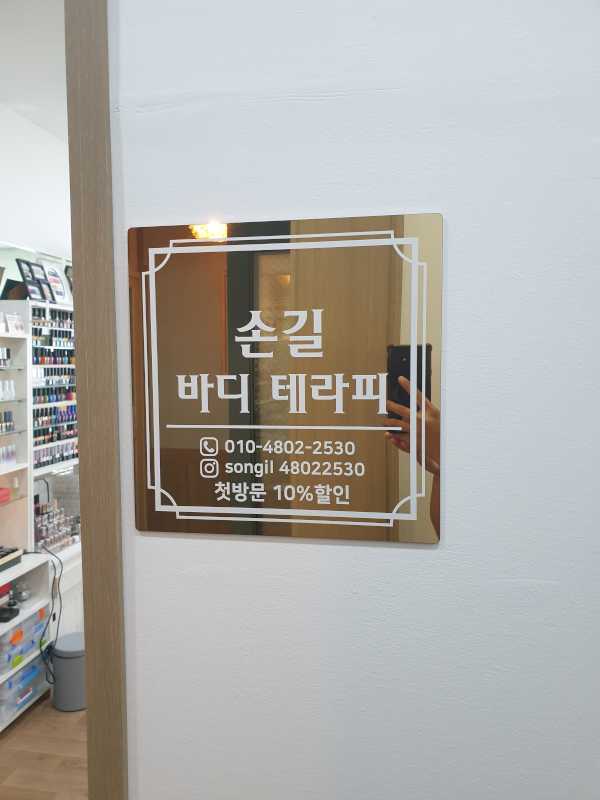 손길
바디 테라피
010-4802-2530
songil 48022530
첫방문 10%할인